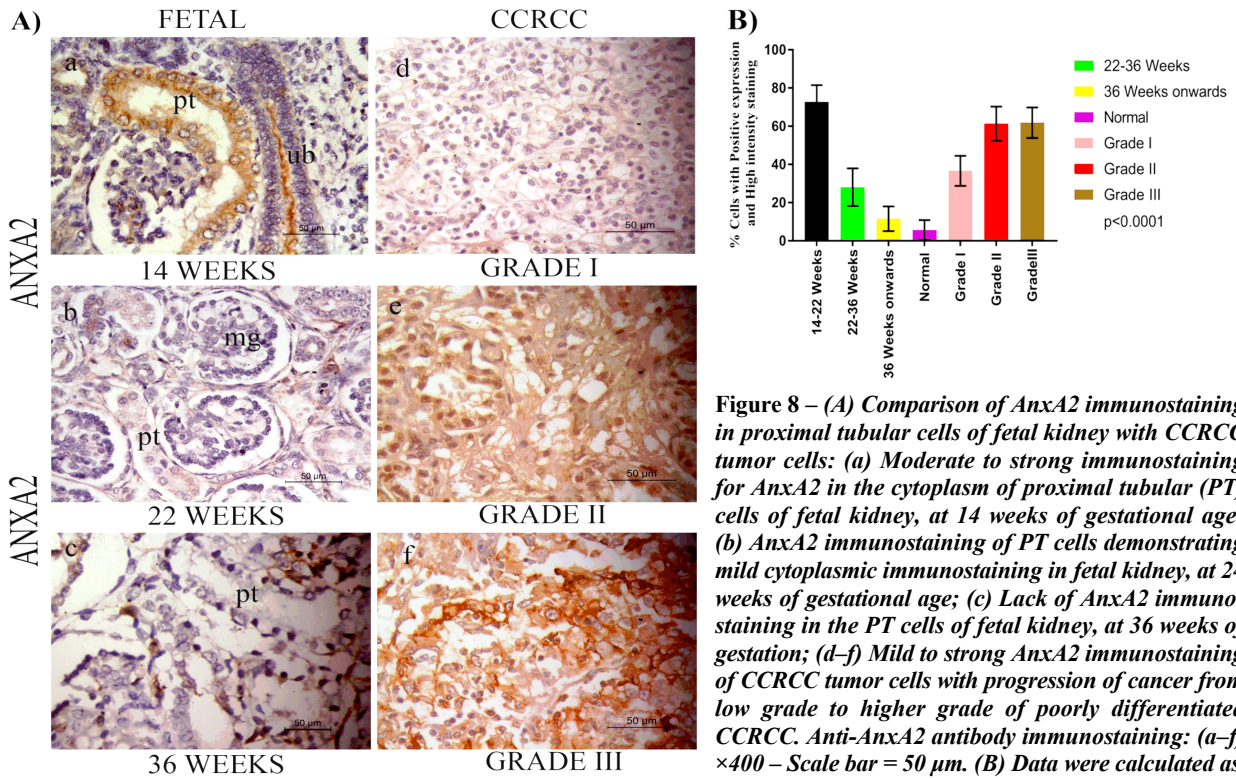 A)
FETAL
CCRCC
a
pt
ub
50 µm
d
50 µm
ANXA2
14 WEEKS
GRADE I
b
mg
pt
50 µm
e
50 µm
ANXA2
22 WEEKS
GRADE II
c
pt
50 µm
f
50 µm
36 WEEKS
GRADE III
B)
% Cells with Positive expression
and High intensity staining
100
80
60
40
20
0
14-22 Weeks
22-36 Weeks
36 Weeks onwards
Normal
Grade I
Grade II
GradeIII
22-36 Weeks
36 Weeks onwards
Normal
Grade I
Grade II
Grade III
p<0.0001
Figure 8 – (A) Comparison of AnxA2 immunostaining
in proximal tubular cells of fetal kidney with CCRCC
tumor cells: (a) Moderate to strong immunostaining
for AnxA2 in the cytoplasm of proximal tubular (PT)
cells of fetal kidney, at 14 weeks of gestational age
(b) AnxA2 immunostaining of PT cells demonstrating
mild cytoplasmic immunostaining in fetal kidney, at 24
weeks of gestational age; (c) Lack of AnxA2 immuno
staining in the PT cells of fetal kidney, at 36 weeks of
gestation; (d–f) Mild to strong AnxA2 immunostaining
of CCRCC tumor cells with progression of cancer from
low grade to higher grade of poorly differentiated
CCRCC. Anti-AnxA2 antibody immunostaining: (a–f)
×400 – Scale bar = 50 µm. (B) Data were calculated as